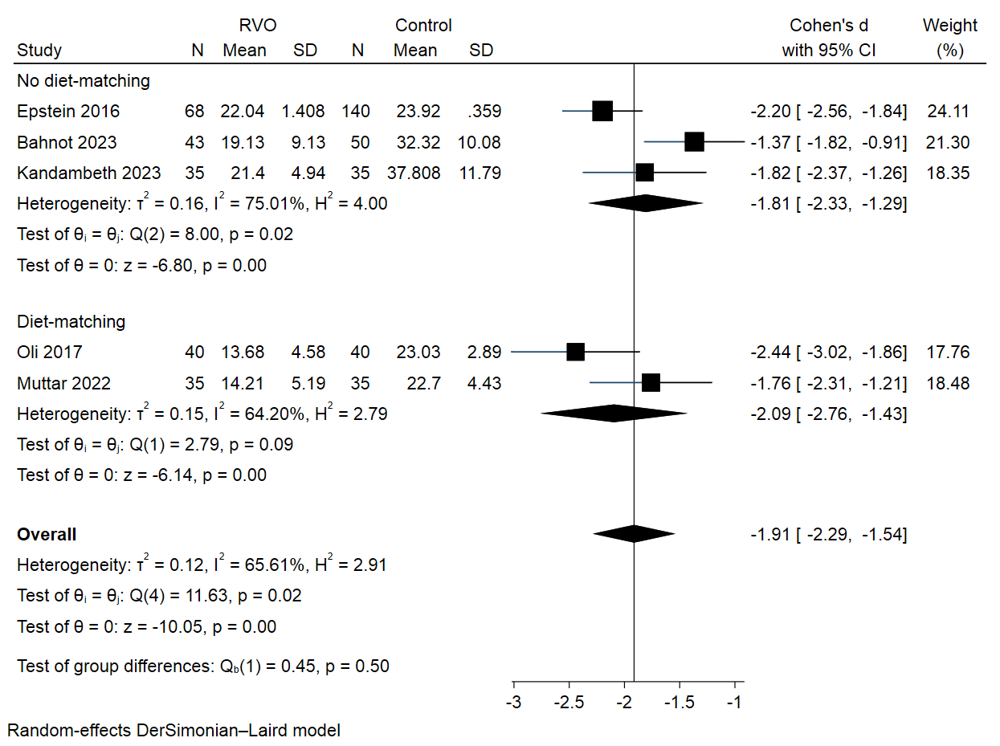 RVO Control Cohen's d Weight
Study N Mean SD N Mean SD with 95% CI (%)
No diet-matching
Epstein 2016 68 22.04 1.408 140 23.92 .359 -2.20 [ -2.56, -1.84] 24.11
Bahnot 2023 43 19.13 9.13 50 32.32 10.08 -1.37 [ -1.82, -0.91] 21.30
Kandambeth 2023 35 21.4 4.94 35 37.808 11.79 -1.82 [ -2.37, -1.26] 18.35
Heterogeneity: τ² = 0.16, I² = 75.01%, H² = 4.00 -1.81 [ -2.33, -1.29]
Test of θᵢ = θⱼ: Q(2) = 8.00, p = 0.02
Test of θ = 0: z = -6.80, p = 0.00
Diet-matching
Oli 2017 40 13.68 4.58 40 23.03 2.89 -2.44 [ -3.02, -1.86] 17.76
Muttar 2022 35 14.21 5.19 35 22.7 4.43 -1.76 [ -2.31, -1.21] 18.48
Heterogeneity: τ² = 0.15, I² = 64.20%, H² = 2.79 -2.09 [ -2.76, -1.43]
Test of θᵢ = θⱼ: Q(1) = 2.79, p = 0.09
Test of θ = 0: z = -6.14, p = 0.00
Overall -1.91 [ -2.29, -1.54]
Heterogeneity: τ² = 0.12, I² = 65.61%, H² = 2.91
Test of θᵢ = θⱼ: Q(4) = 11.63, p = 0.02
Test of θ = 0: z = -10.05, p = 0.00
Test of group differences: Q_b(1) = 0.45, p = 0.50
-3 -2.5 -2 -1.5 -1
Random-effects DerSimonian–Laird model